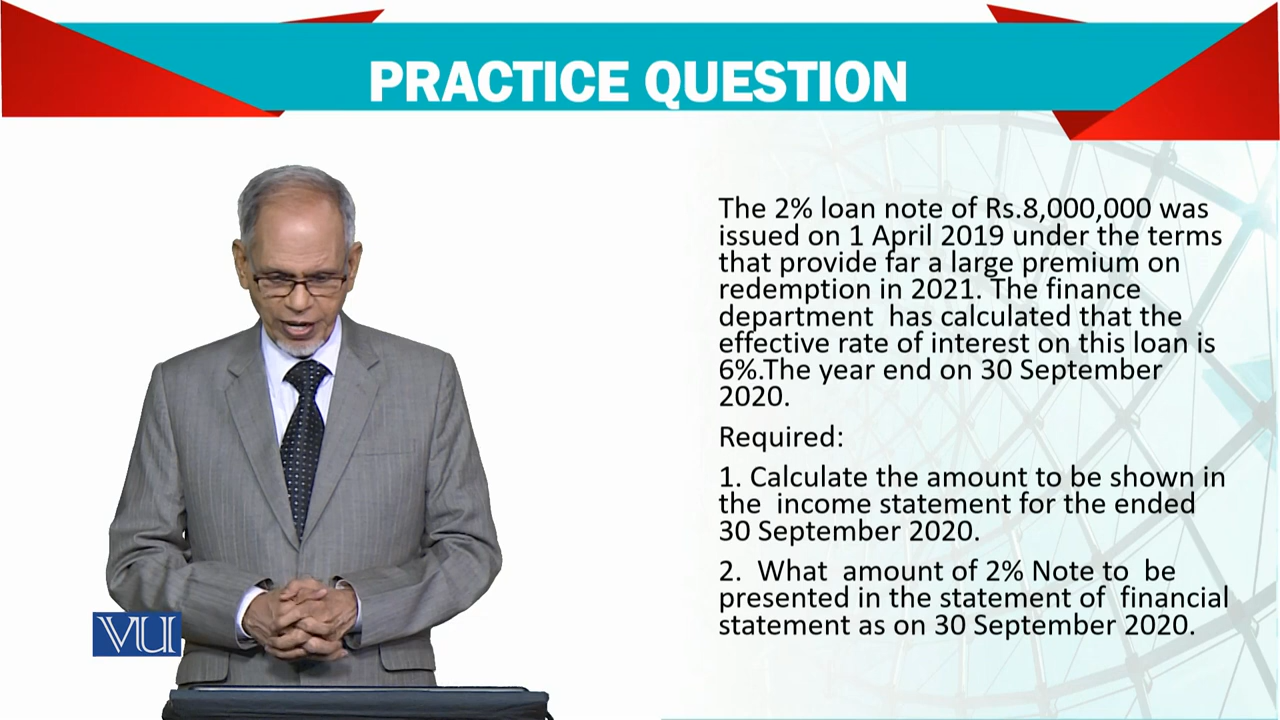 PRACTICE QUESTION
The 2% loan note of Rs.8,000,000 was
issued on 1 April 2019 under the terms
that provide far a large premium on
redemption in 2021. The finance
department  has calculated that the
effective rate of interest on this loan is
6%.The year end on 30 September
2020.
Required:
1. Calculate the amount to be shown in
the  income statement for the ended
30 September 2020.
2.  What  amount of 2% Note to  be
presented in the statement of  financial
statement as on 30 September 2020.
VU